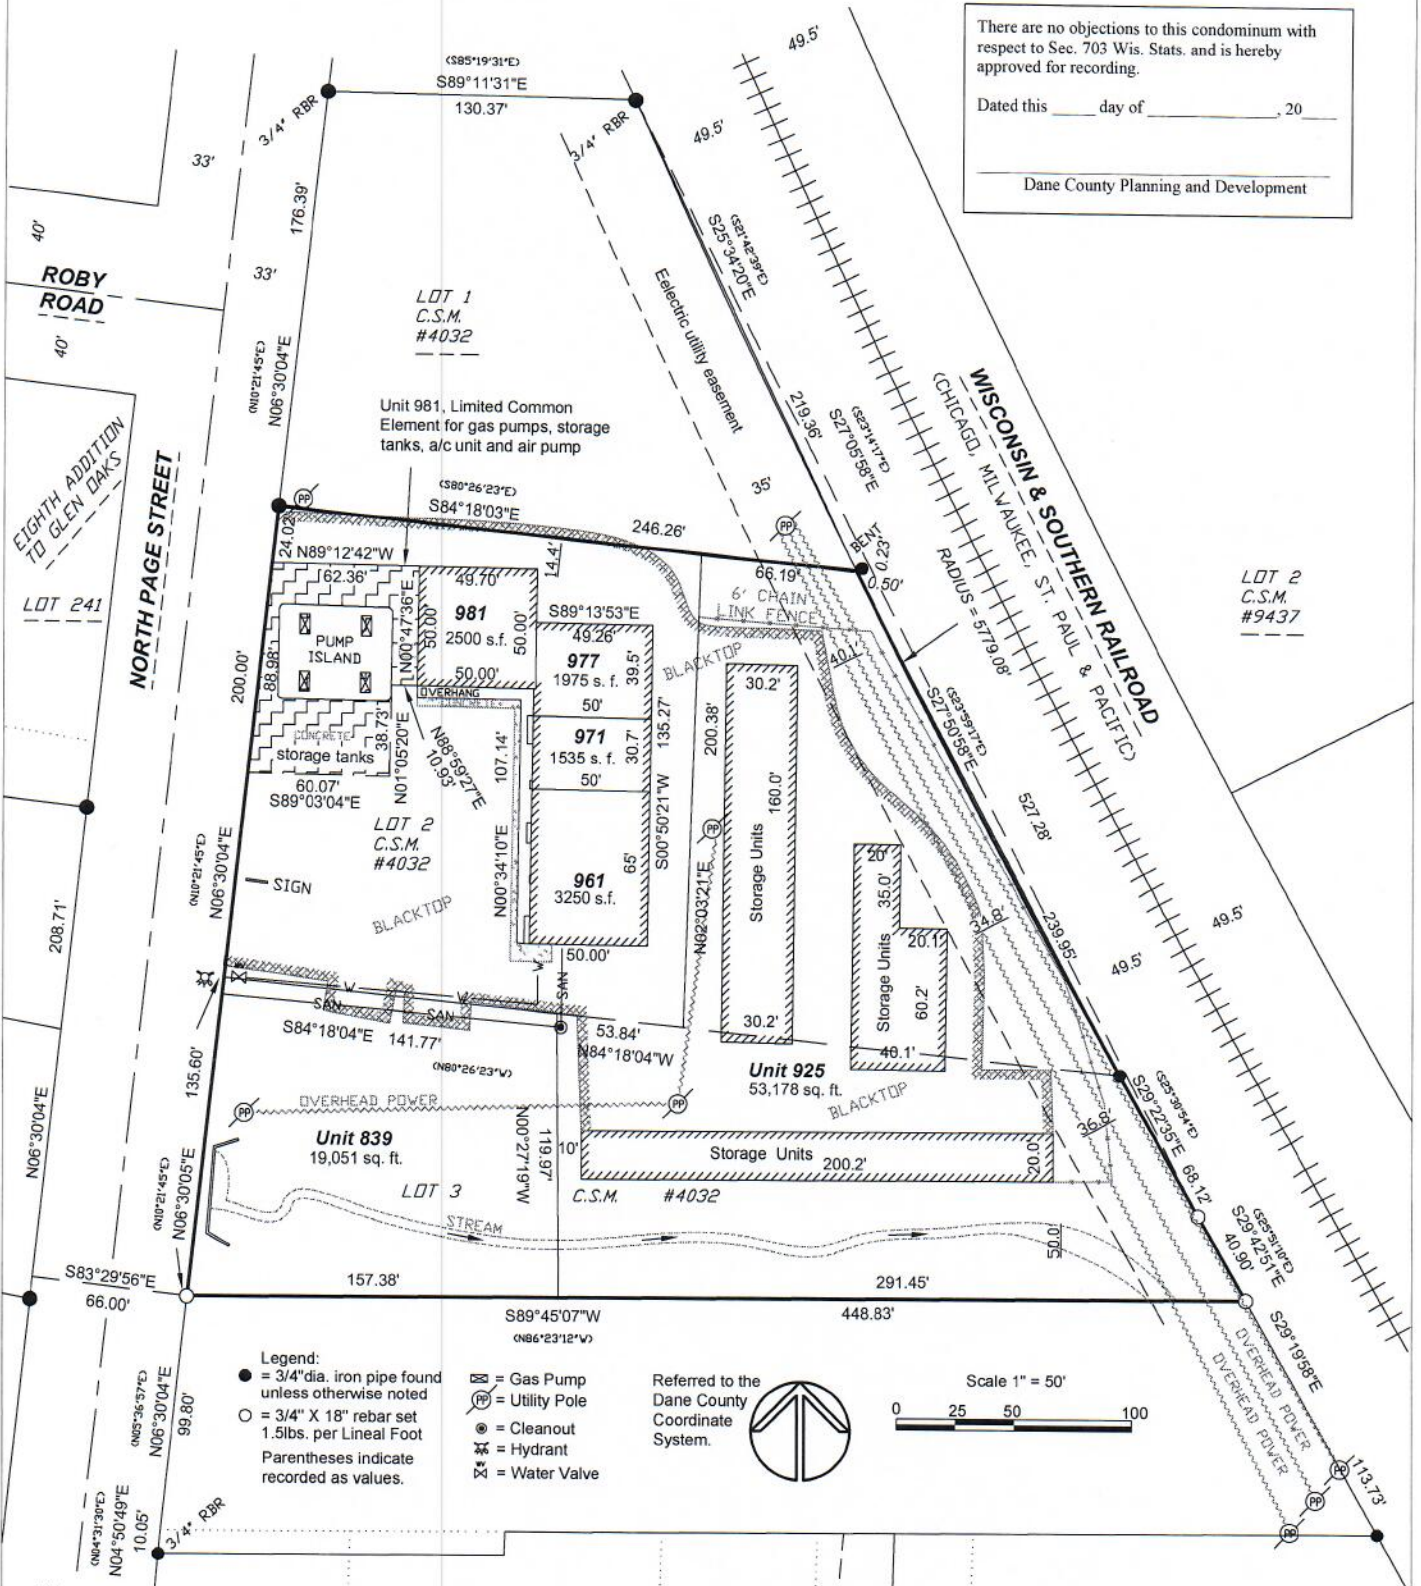 There are no objections to this condominum with
respect to Sec. 703 Wis. Stats. and is hereby
approved for recording.
Dated this _____ day of _______________, 20____
Dane County Planning and Development
(S85°19'31"E)
S89°11'31"E
130.37'
3/4" RBR
3/4" RBR
49.5'
49.5'
33'
33'
176.39'
40'
ROBY
ROAD
40'
LOT 1
C.S.M.
#4032
(N10°21'45"E)
N06°30'04"E
(S21°42'39"E)
S25°34'20"E
Eelectric utility easement
219.36'
(S23°14'17"E)
S27°05'58"E
35'
WISCONSIN & SOUTHERN RAILROAD
(CHICAGO, MILWAUKEE, ST. PAUL & PACIFIC)
Unit 981, Limited Common
Element for gas pumps, storage
tanks, a/c unit and air pump
EIGHTH ADDITION
TO GLEN OAKS
LOT 241
NORTH PAGE STREET
PP
(S80°26'23"E)
S84°18'03"E
246.26'
PP
BENT
0.23'
0.50'
66.19'
RADIUS = 5779.08'
LOT 2
C.S.M.
#9437
24.02'
N89°12'42"W
62.36'
14.4'
N00°47'36"E
49.70'
50.00'
981
2500 s.f.
50.00'
50.00'
S89°13'53"E
49.26'
977
1975 s. f.
39.5'
50'
6' CHAIN
LINK FENCE
BLACKTOP
40.1'
PUMP
ISLAND
200.00'
88.98'
OVERHANG
CONCRETE
CONCRETE
storage tanks
38.73'
N01°05'20"E
N88°59'27"E
10.93'
60.07'
S89°03'04"E
107.14'
N00°34'10"E
971
1535 s. f.
30.7'
50'
135.27'
S00°50'21"W
200.38'
N02°03'21"E
PP
30.2'
160.0'
Storage Units
30.2'
(S23°59'17"E)
S27°50'58"E
527.28'
239.95'
LOT 2
C.S.M.
#4032
(N10°21'45"E)
N06°30'04"E
SIGN
BLACKTOP
961
3250 s.f.
65'
50.00'
20'
35.0'
20.1'
Storage Units
60.2'
40.1'
34.8'
49.5'
49.5'
208.71'
W
W
W
SAN
SAN
SAN
S84°18'04"E
141.77'
(N80°26'23"W)
53.84'
N84°18'04"W
Unit 925
53,178 sq. ft.
BLACKTOP
135.60'
PP
OVERHEAD POWER
PP
Unit 839
19,051 sq. ft.
N00°27'19"W
119.97'
10'
Storage Units
200.2'
20.0'
36.8'
(S25°30'54"E)
S29°22'35"E
68.12'
N06°30'04"E
(N10°21'45"E)
N06°30'05"E
LOT 3
C.S.M.
#4032
STREAM
50.0'
(S25°51'10"E)
S29°42'51"E
40.90'
S83°29'56"E
66.00'
157.38'
291.45'
S89°45'07"W
448.83'
(N86°23'12"W)
S29°19'58"E
OVERHEAD POWER
OVERHEAD POWER
(N05°36'57"E)
N06°30'04"E
99.80'
Legend:
= 3/4"dia. iron pipe found
unless otherwise noted
= 3/4" X 18" rebar set
1.5lbs. per Lineal Foot
Parentheses indicate
recorded as values.
= Gas Pump
PP = Utility Pole
= Cleanout
= Hydrant
= Water Valve
Referred to the
Dane County
Coordinate
System.
Scale 1" = 50'
0 25 50 100
PP
PP
PP
113.73'
(N04°31'30"E)
N04°50'49"E
10.05'
3/4" RBR